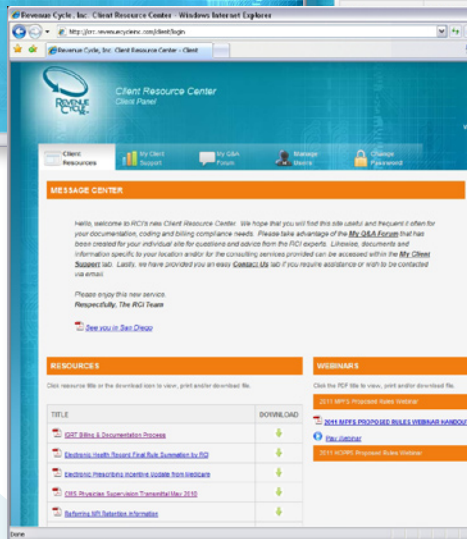 Revenue Cycle, Inc. Client Resource Center - Windows Internet Explorer
Revenue Cycle, Inc. Client Resource Center - Client
REVENUE CYCLE INC.
Client Resource Center
Client Panel
Client Resources
My Client Support
My Q&A Forum
Manage Users
Change Password
MESSAGE CENTER
Hello, welcome to RCI's new Client Resource Center. We hope that you will find this site useful and frequent it often for
your documentation, coding and billing compliance needs. Please take advantage of the My Q&A Forum that has
been created for your individual site for questions and advice from the RCI experts. Likewise, documents and
information specific to your location and/or for the consulting services provided can be accessed within the My Client
Support tab. Lastly, we have provided you an easy Contact Us tab if you require assistance or wish to be contacted
via email.
Please enjoy this new service.
Respectfully, The RCI Team
See you in San Diego
RESOURCES
Click resource title or the download icon to view, print and/or download file.
TITLE DOWNLOAD
IGRT Billing & Documentation Process
Electronic Health Record Final Rule Summation by RCI
Electronic Prescribing Incentive Update from Medicare
CMS Physician Supervision Transmittal May 2010
Referring NPI Retention Information
WEBINARS
Click the PDF title to view, print and/or download file.
2011 MPFS Proposed Rules Webinar
2011 MPFS PROPOSED RULES WEBINAR HANDOUT
Play Webinar
2011 HOPPS Proposed Rules Webinar
Done